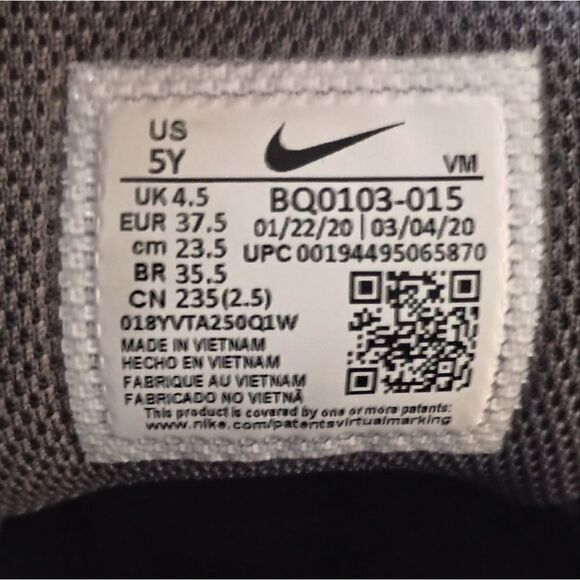 US
5Y
VM
UK 4.5
EUR 37.5
cm 23.5
BR 35.5
CN 235(2.5)
BQ0103-015
01/22/20 | 03/04/20
UPC 00194495065870
018YVTA250Q1W
MADE IN VIETNAM
HECHO EN VIETNAM
FABRIQUE AU VIETNAM
FABRICADO NO VIETNÃ
This product is covered by one or more patents:
www.nike.com/patentsvirtualmarking